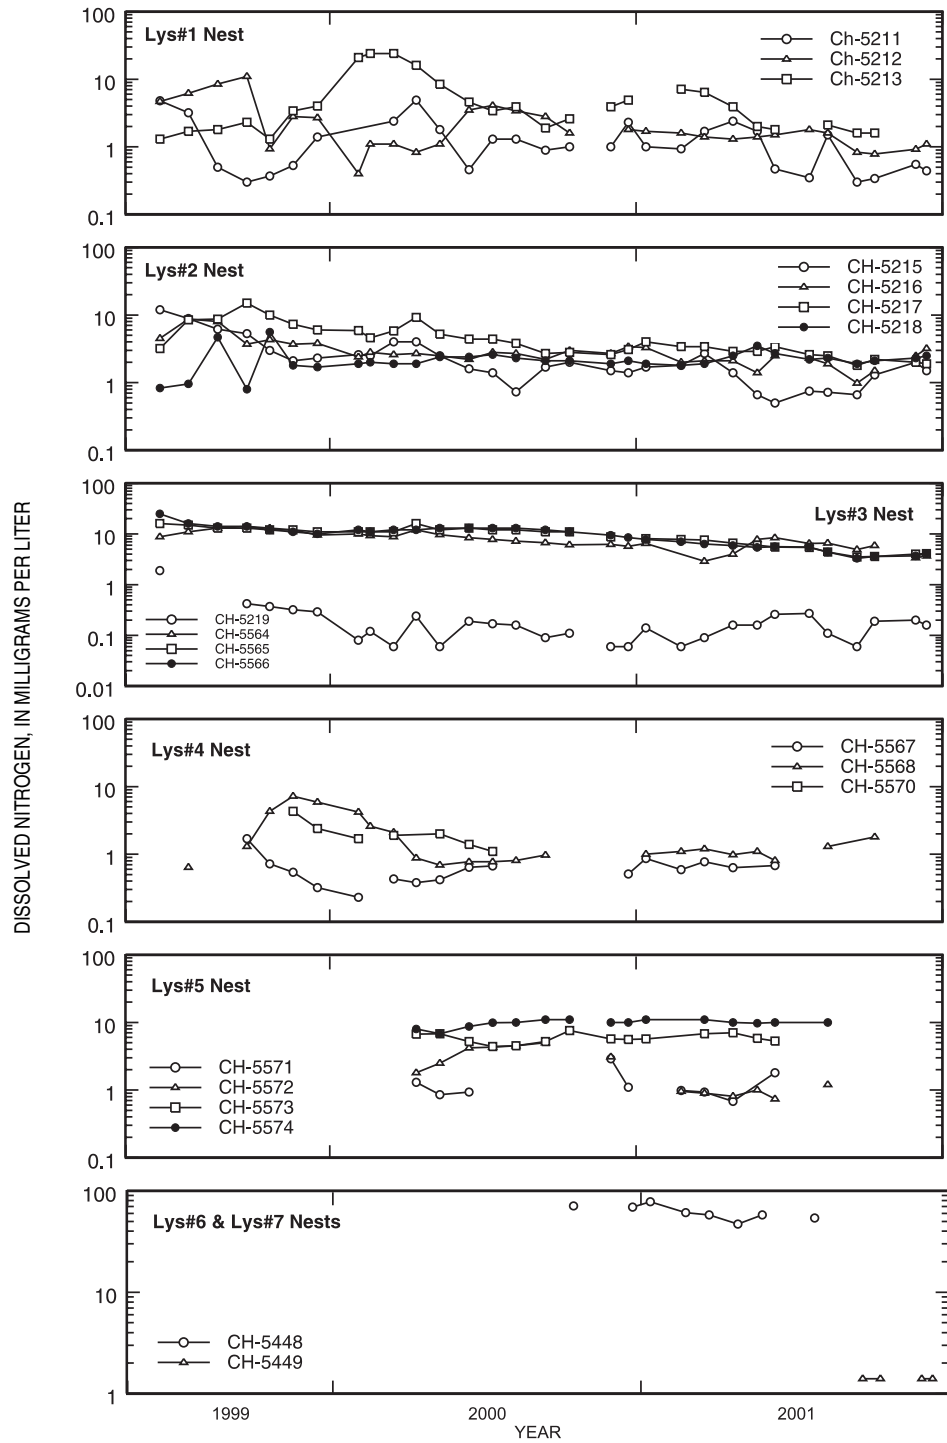 DISSOLVED NITROGEN, IN MILLIGRAMS PER LITER
100
10
1
0.1
Lys#1 Nest
Ch-5211
Ch-5212
Ch-5213
100
10
1
0.1
Lys#2 Nest
CH-5215
CH-5216
CH-5217
CH-5218
100
10
1
0.1
0.01
Lys#3 Nest
CH-5219
CH-5564
CH-5565
CH-5566
100
10
1
0.1
Lys#4 Nest
CH-5567
CH-5568
CH-5570
100
10
1
0.1
Lys#5 Nest
CH-5571
CH-5572
CH-5573
CH-5574
100
10
1
Lys#6 & Lys#7 Nests
CH-5448
CH-5449
1999 2000 2001
YEAR